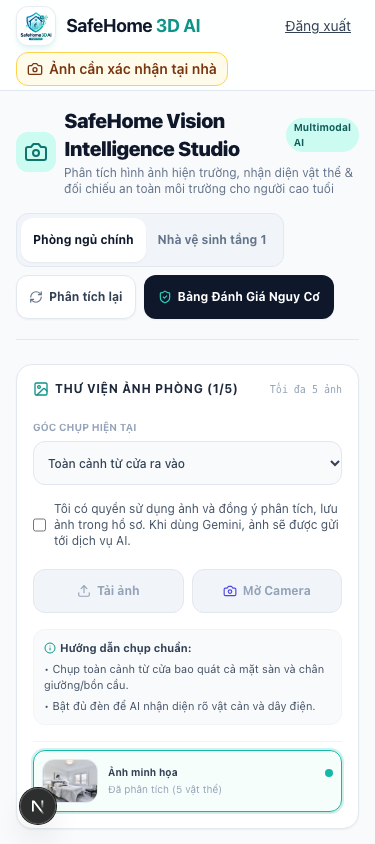 SafeHome 3D AI
SafeHome 3D AI
Đăng xuất
Ảnh cần xác nhận tại nhà
SafeHome Vision
Intelligence Studio
Multimodal
AI
Phân tích hình ảnh hiện trường, nhận diện vật thể &
đối chiếu an toàn môi trường cho người cao tuổi
Phòng ngủ chính
Nhà vệ sinh tầng 1
Phân tích lại
Bảng Đánh Giá Nguy Cơ
THƯ VIỆN ẢNH PHÒNG (1/5)
Tối đa 5 ảnh
GÓC CHỤP HIỆN TẠI
Toàn cảnh từ cửa ra vào
Tôi có quyền sử dụng ảnh và đồng ý phân tích, lưu
ảnh trong hồ sơ. Khi dùng Gemini, ảnh sẽ được gửi
tới dịch vụ AI.
Tải ảnh
Mở Camera
Hướng dẫn chụp chuẩn:
• Chụp toàn cảnh từ cửa bao quát cả mặt sàn và chân
giường/bồn cầu.
• Bật đủ đèn để AI nhận diện rõ vật cản và dây điện.
Ảnh minh họa
Đã phân tích (5 vật thể)
N